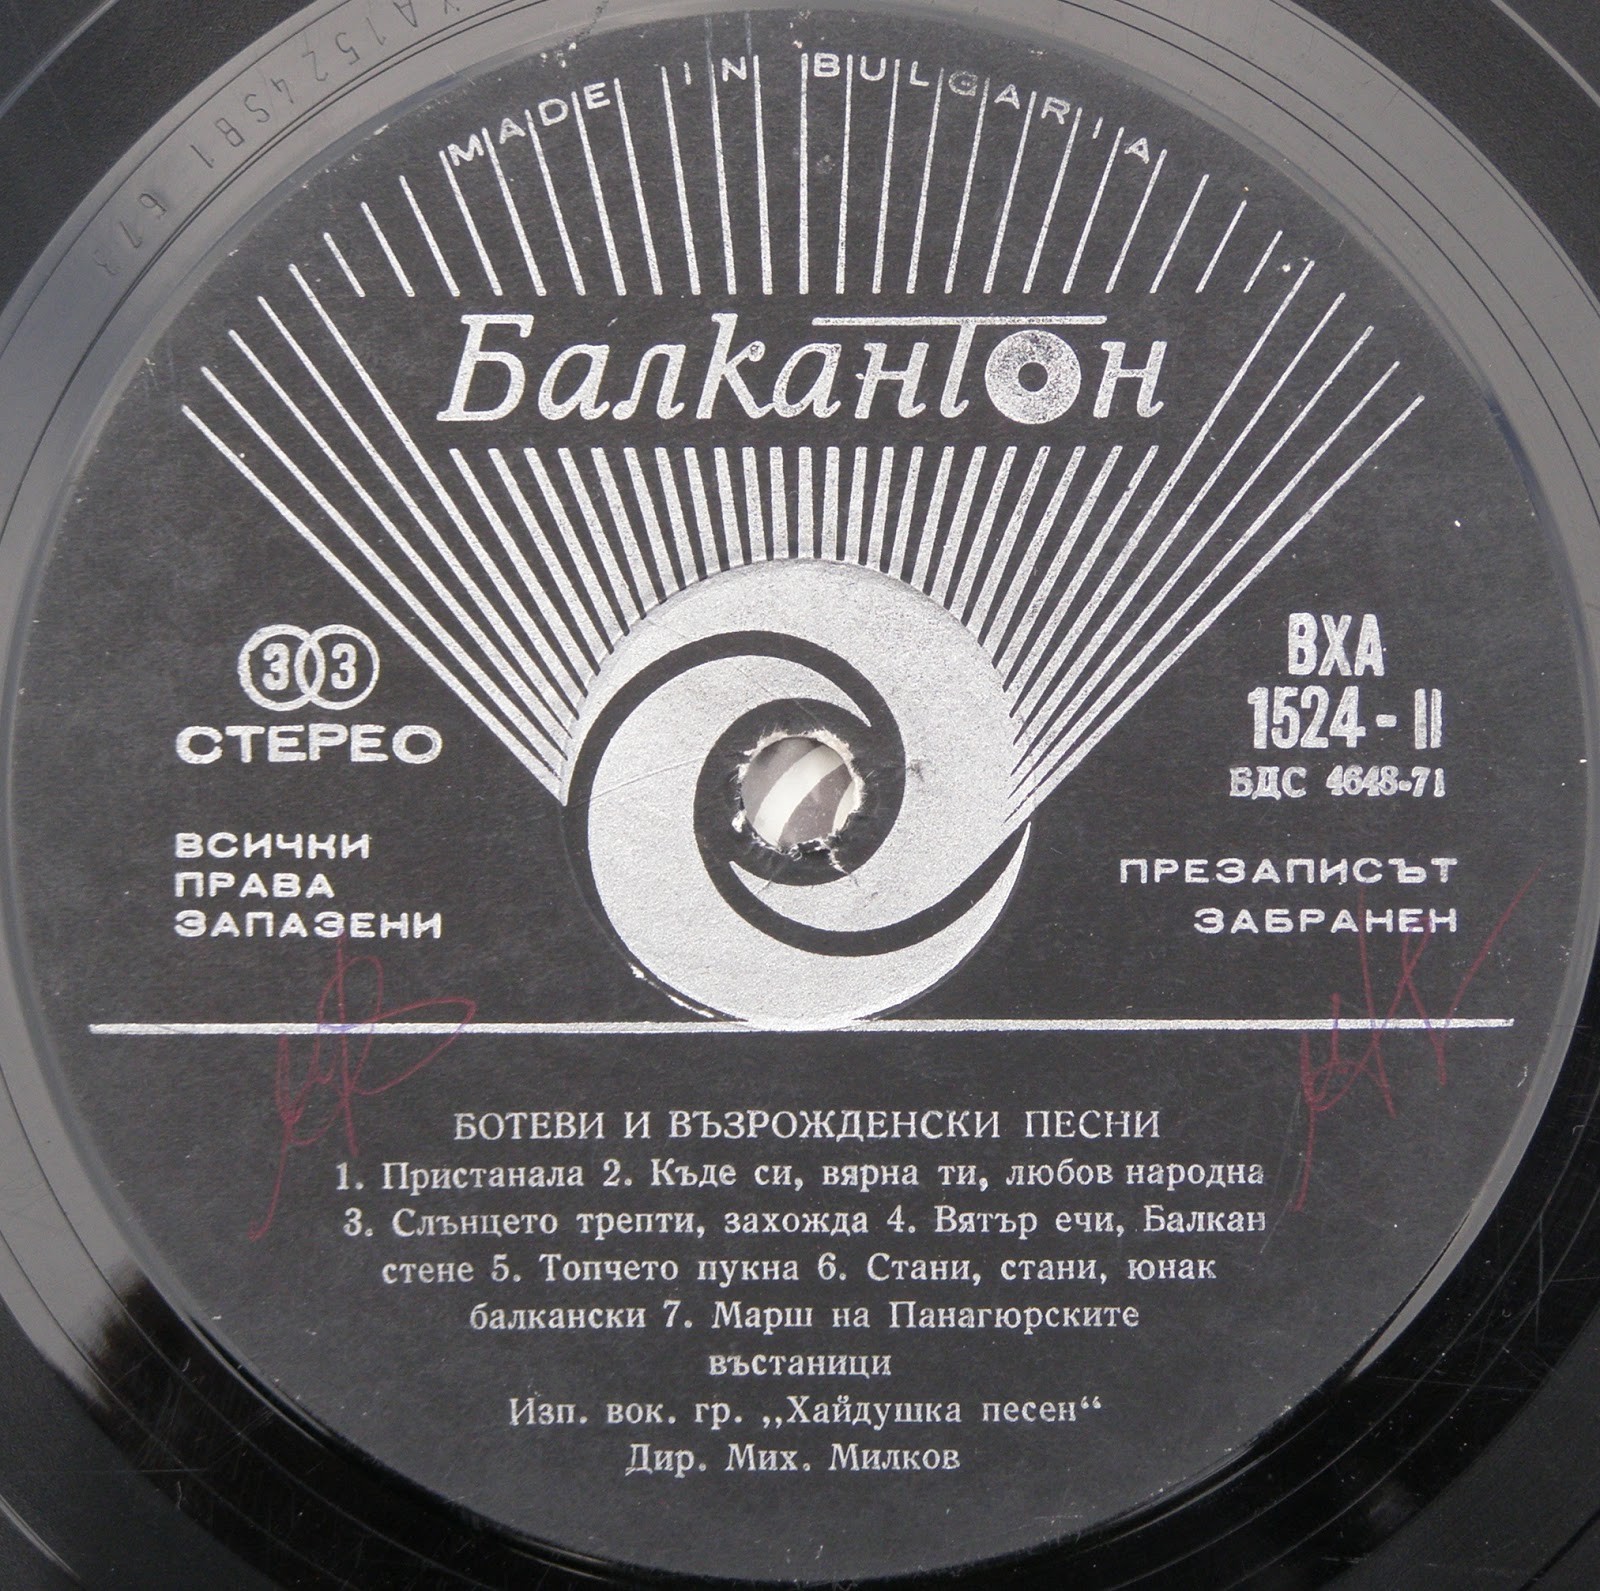 MADE IN BULGARIA
Балкантон
33
СТЕРЕО
ВХА
1524-II
БДС 4648-71
ВСИЧКИ
ПРАВА
ЗАПАЗЕНИ
ПРЕЗАПИСЪТ
ЗАБРАНЕН
БОТЕВИ И ВЪЗРОЖДЕНСКИ ПЕСНИ
1. Пристанала 2. Къде си, вярна ти, любов народна
3. Слънцето трепти, захожда 4. Вятър ечи, Балкан
стене 5. Топчето пукна 6. Стани, стани, юнак
балкански 7. Марш на Панагюрските
въстаници
Изп. вок. гр. „Хайдушка песен“
Дир. Мих. Милков